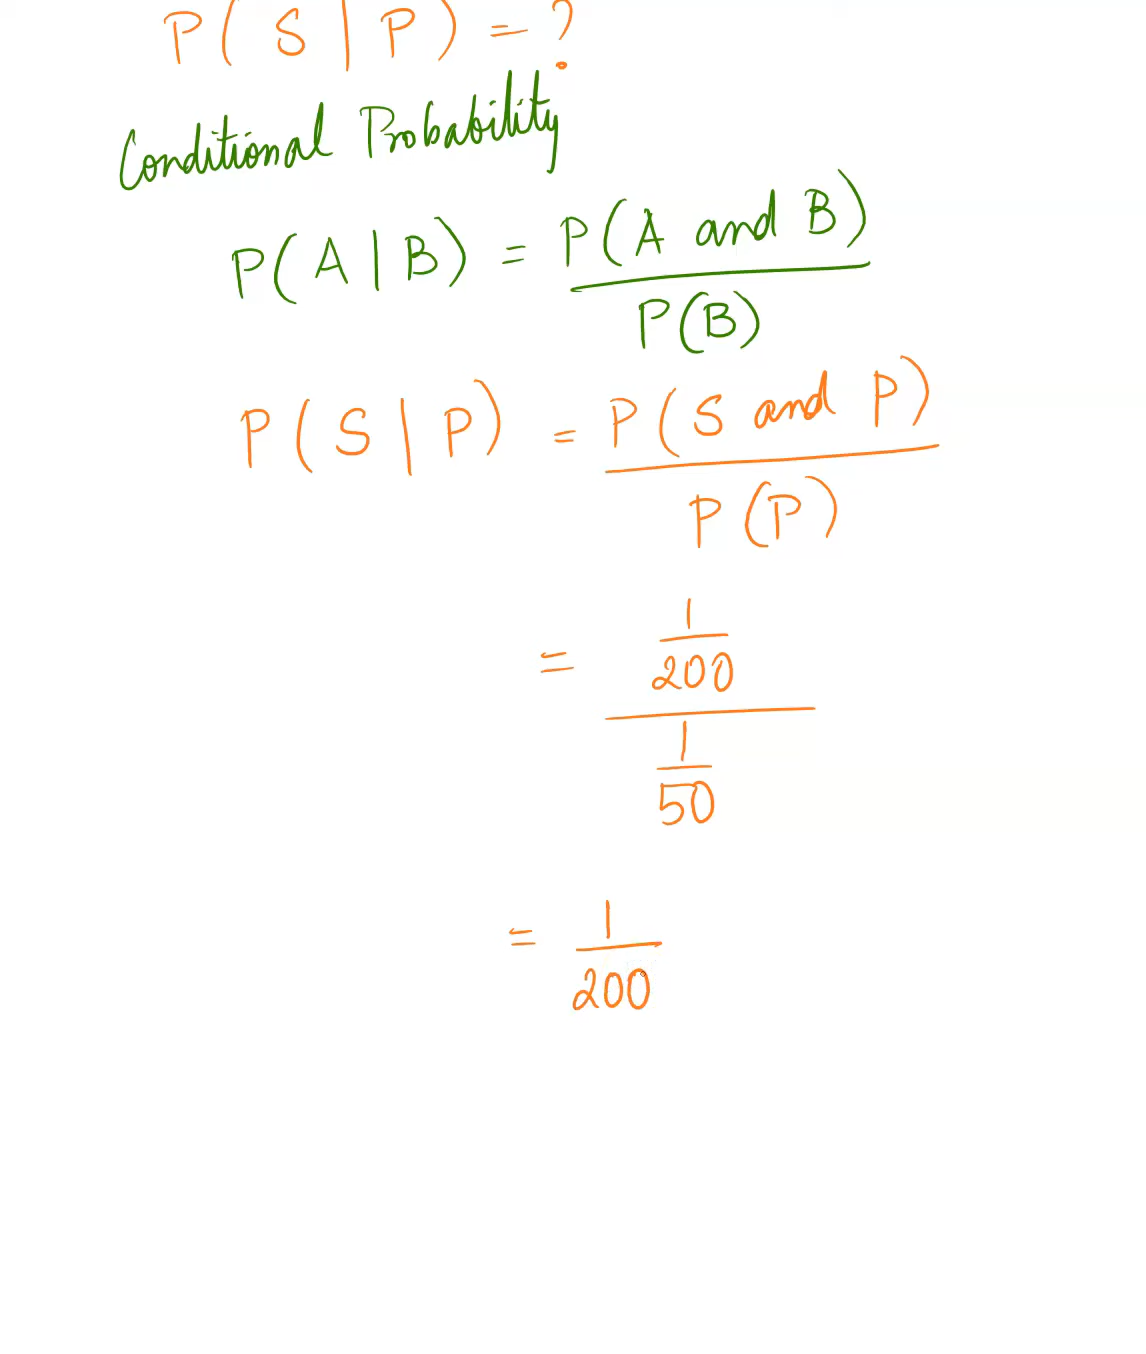 P( S | P ) = ?
Conditional Probability
P( A | B ) = P(A and B)
P(B)
P( S | P ) = P( S and P)
P (P)
= 1
200
1
50
= 1
200